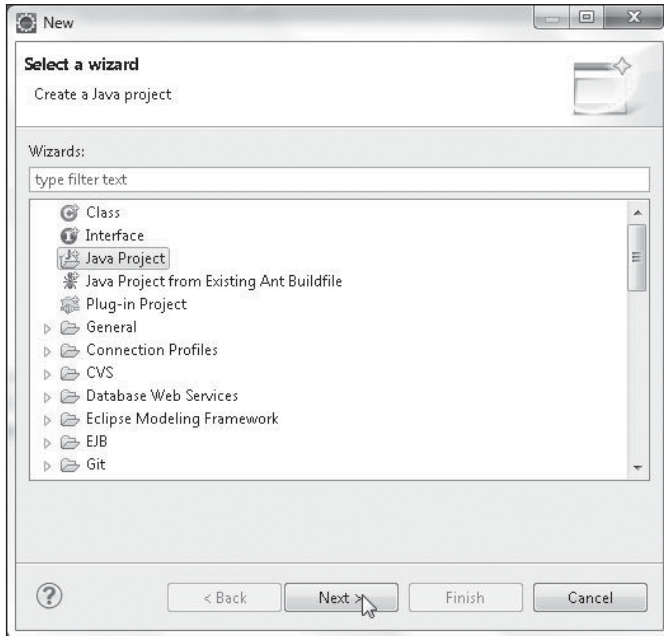 New
Select a wizard
Create a Java project
Wizards:
type filter text
Class
Interface
Java Project
Java Project from Existing Ant Buildfile
Plug-in Project
General
Connection Profiles
CVS
Database Web Services
Eclipse Modeling Framework
EJB
Git
< Back Next > Finish Cancel